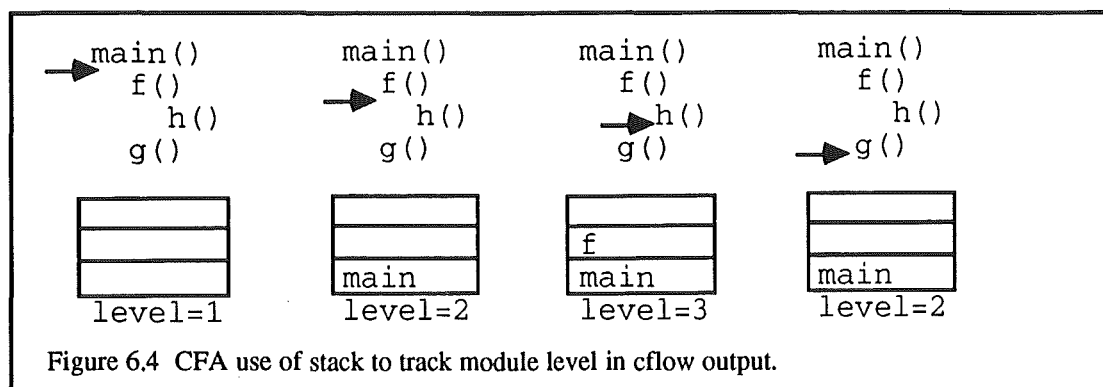 main() main() main() main()
f() f() f() f()
h() h() h() h()
g() g() g() g()
f
main main main
level=1 level=2 level=3 level=2
Figure 6.4 CFA use of stack to track module level in cflow output.